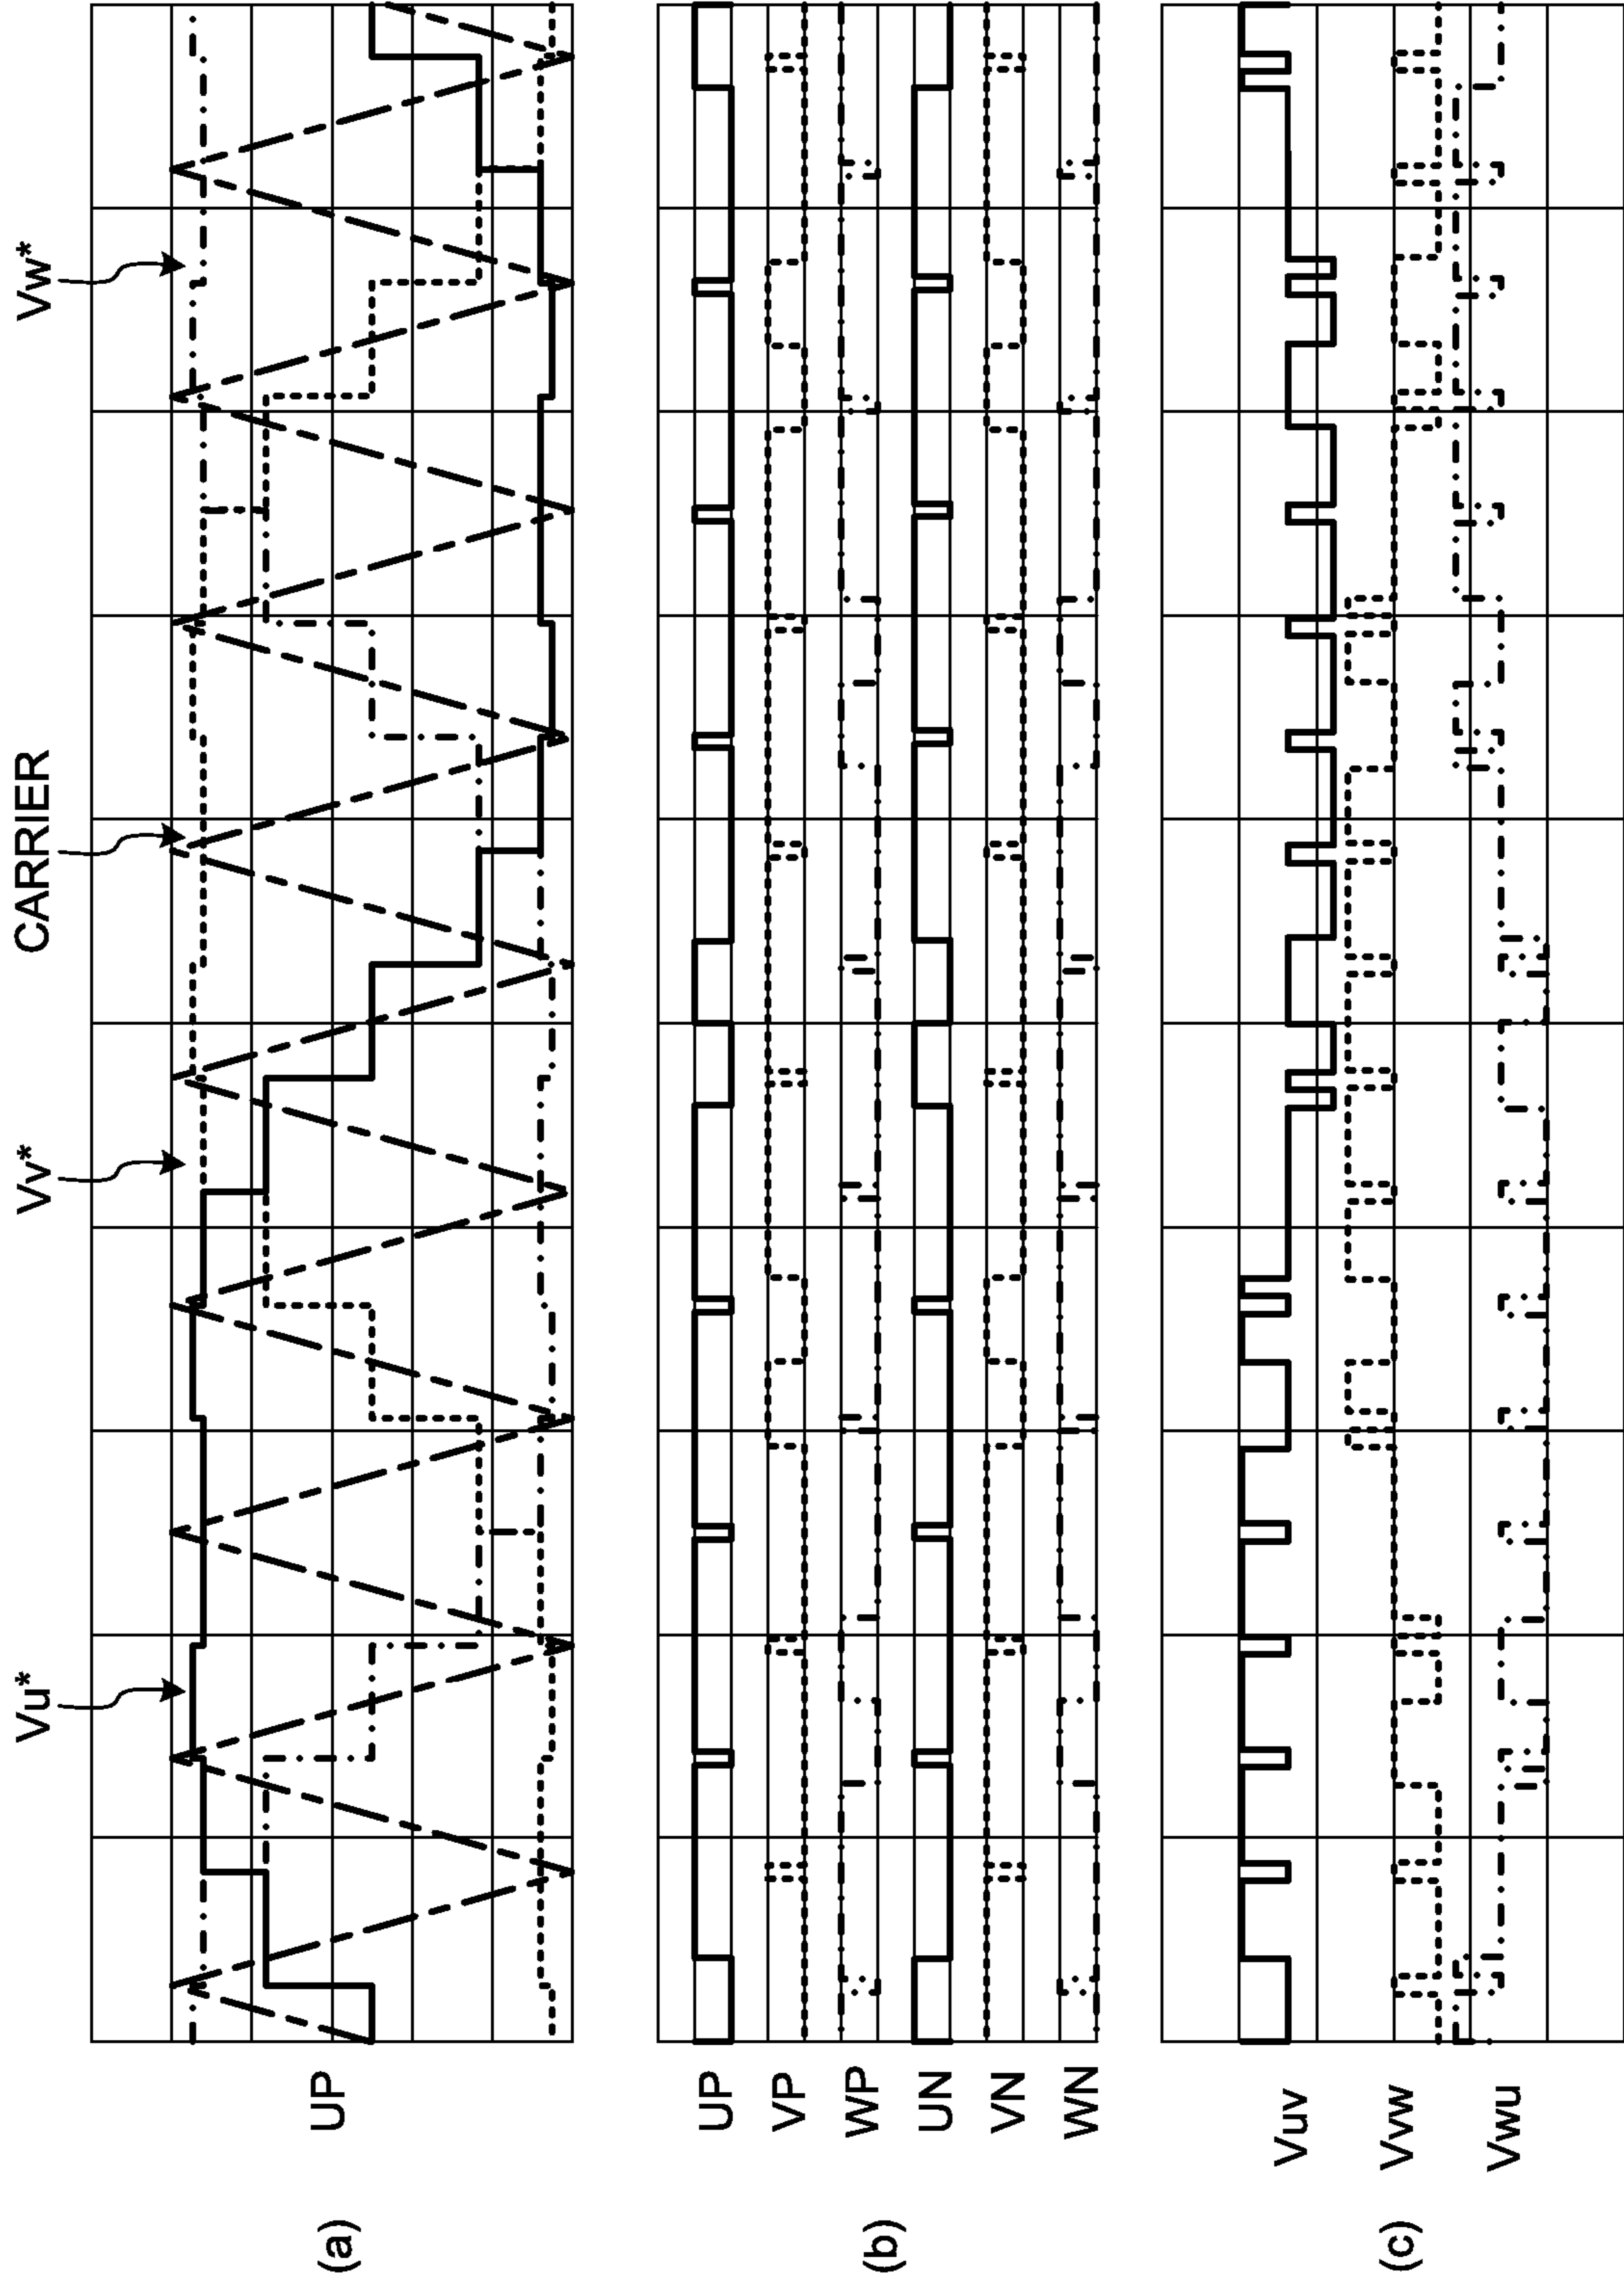 Vu*
Vv*
CARRIER
Vw*
UP
(a)
UP
VP
WP
UN
VN
WN
(b)
Vuv
Vvw
Vwu
(c)